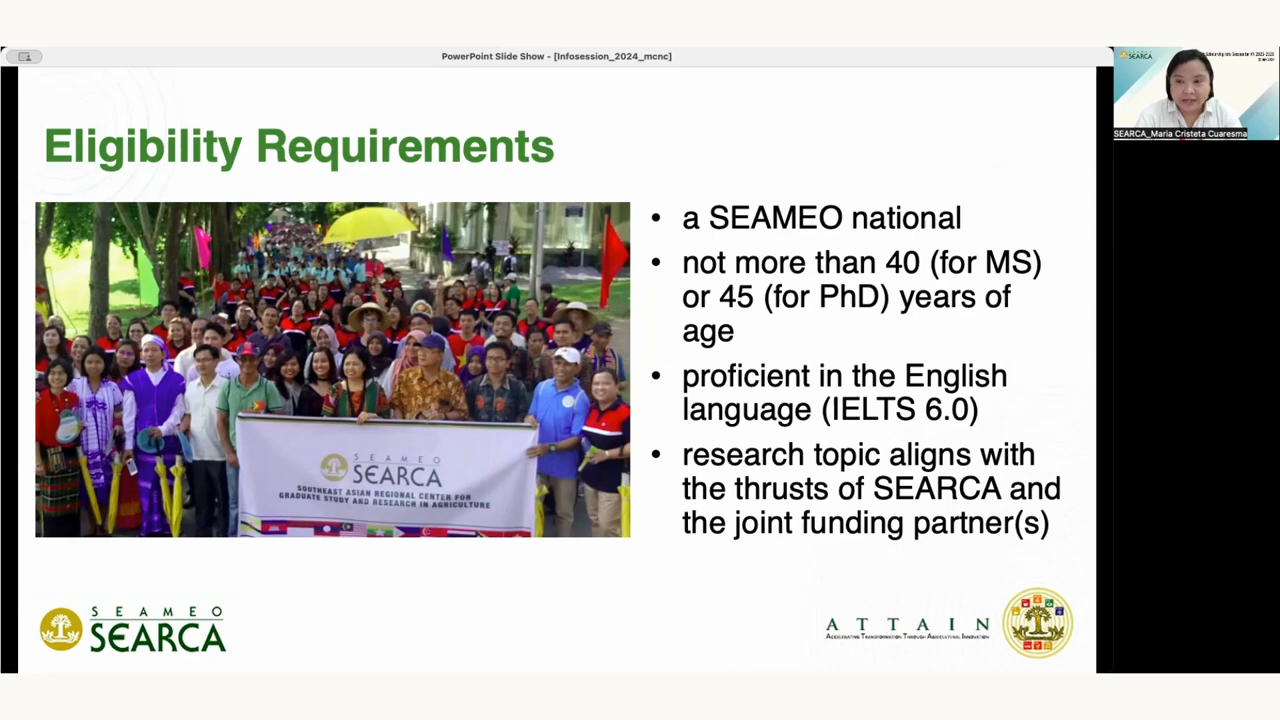 PowerPoint Slide Show - [Infosession_2024_mcnc]
SEARCA
SEARCA_Maria Cristeta Cuaresma
Eligibility Requirements
• a SEAMEO national
• not more than 40 (for MS)
or 45 (for PhD) years of
age
• proficient in the English
language (IELTS 6.0)
• research topic aligns with
the thrusts of SEARCA and
the joint funding partner(s)
SEAMEO
SEARCA
SOUTHEAST ASIAN REGIONAL CENTER FOR
GRADUATE STUDY AND RESEARCH IN AGRICULTURE
SEAMEO
SEARCA
ATTAIN
ACCELERATING TRANSFORMATION THROUGH AGRICULTURAL INNOVATION